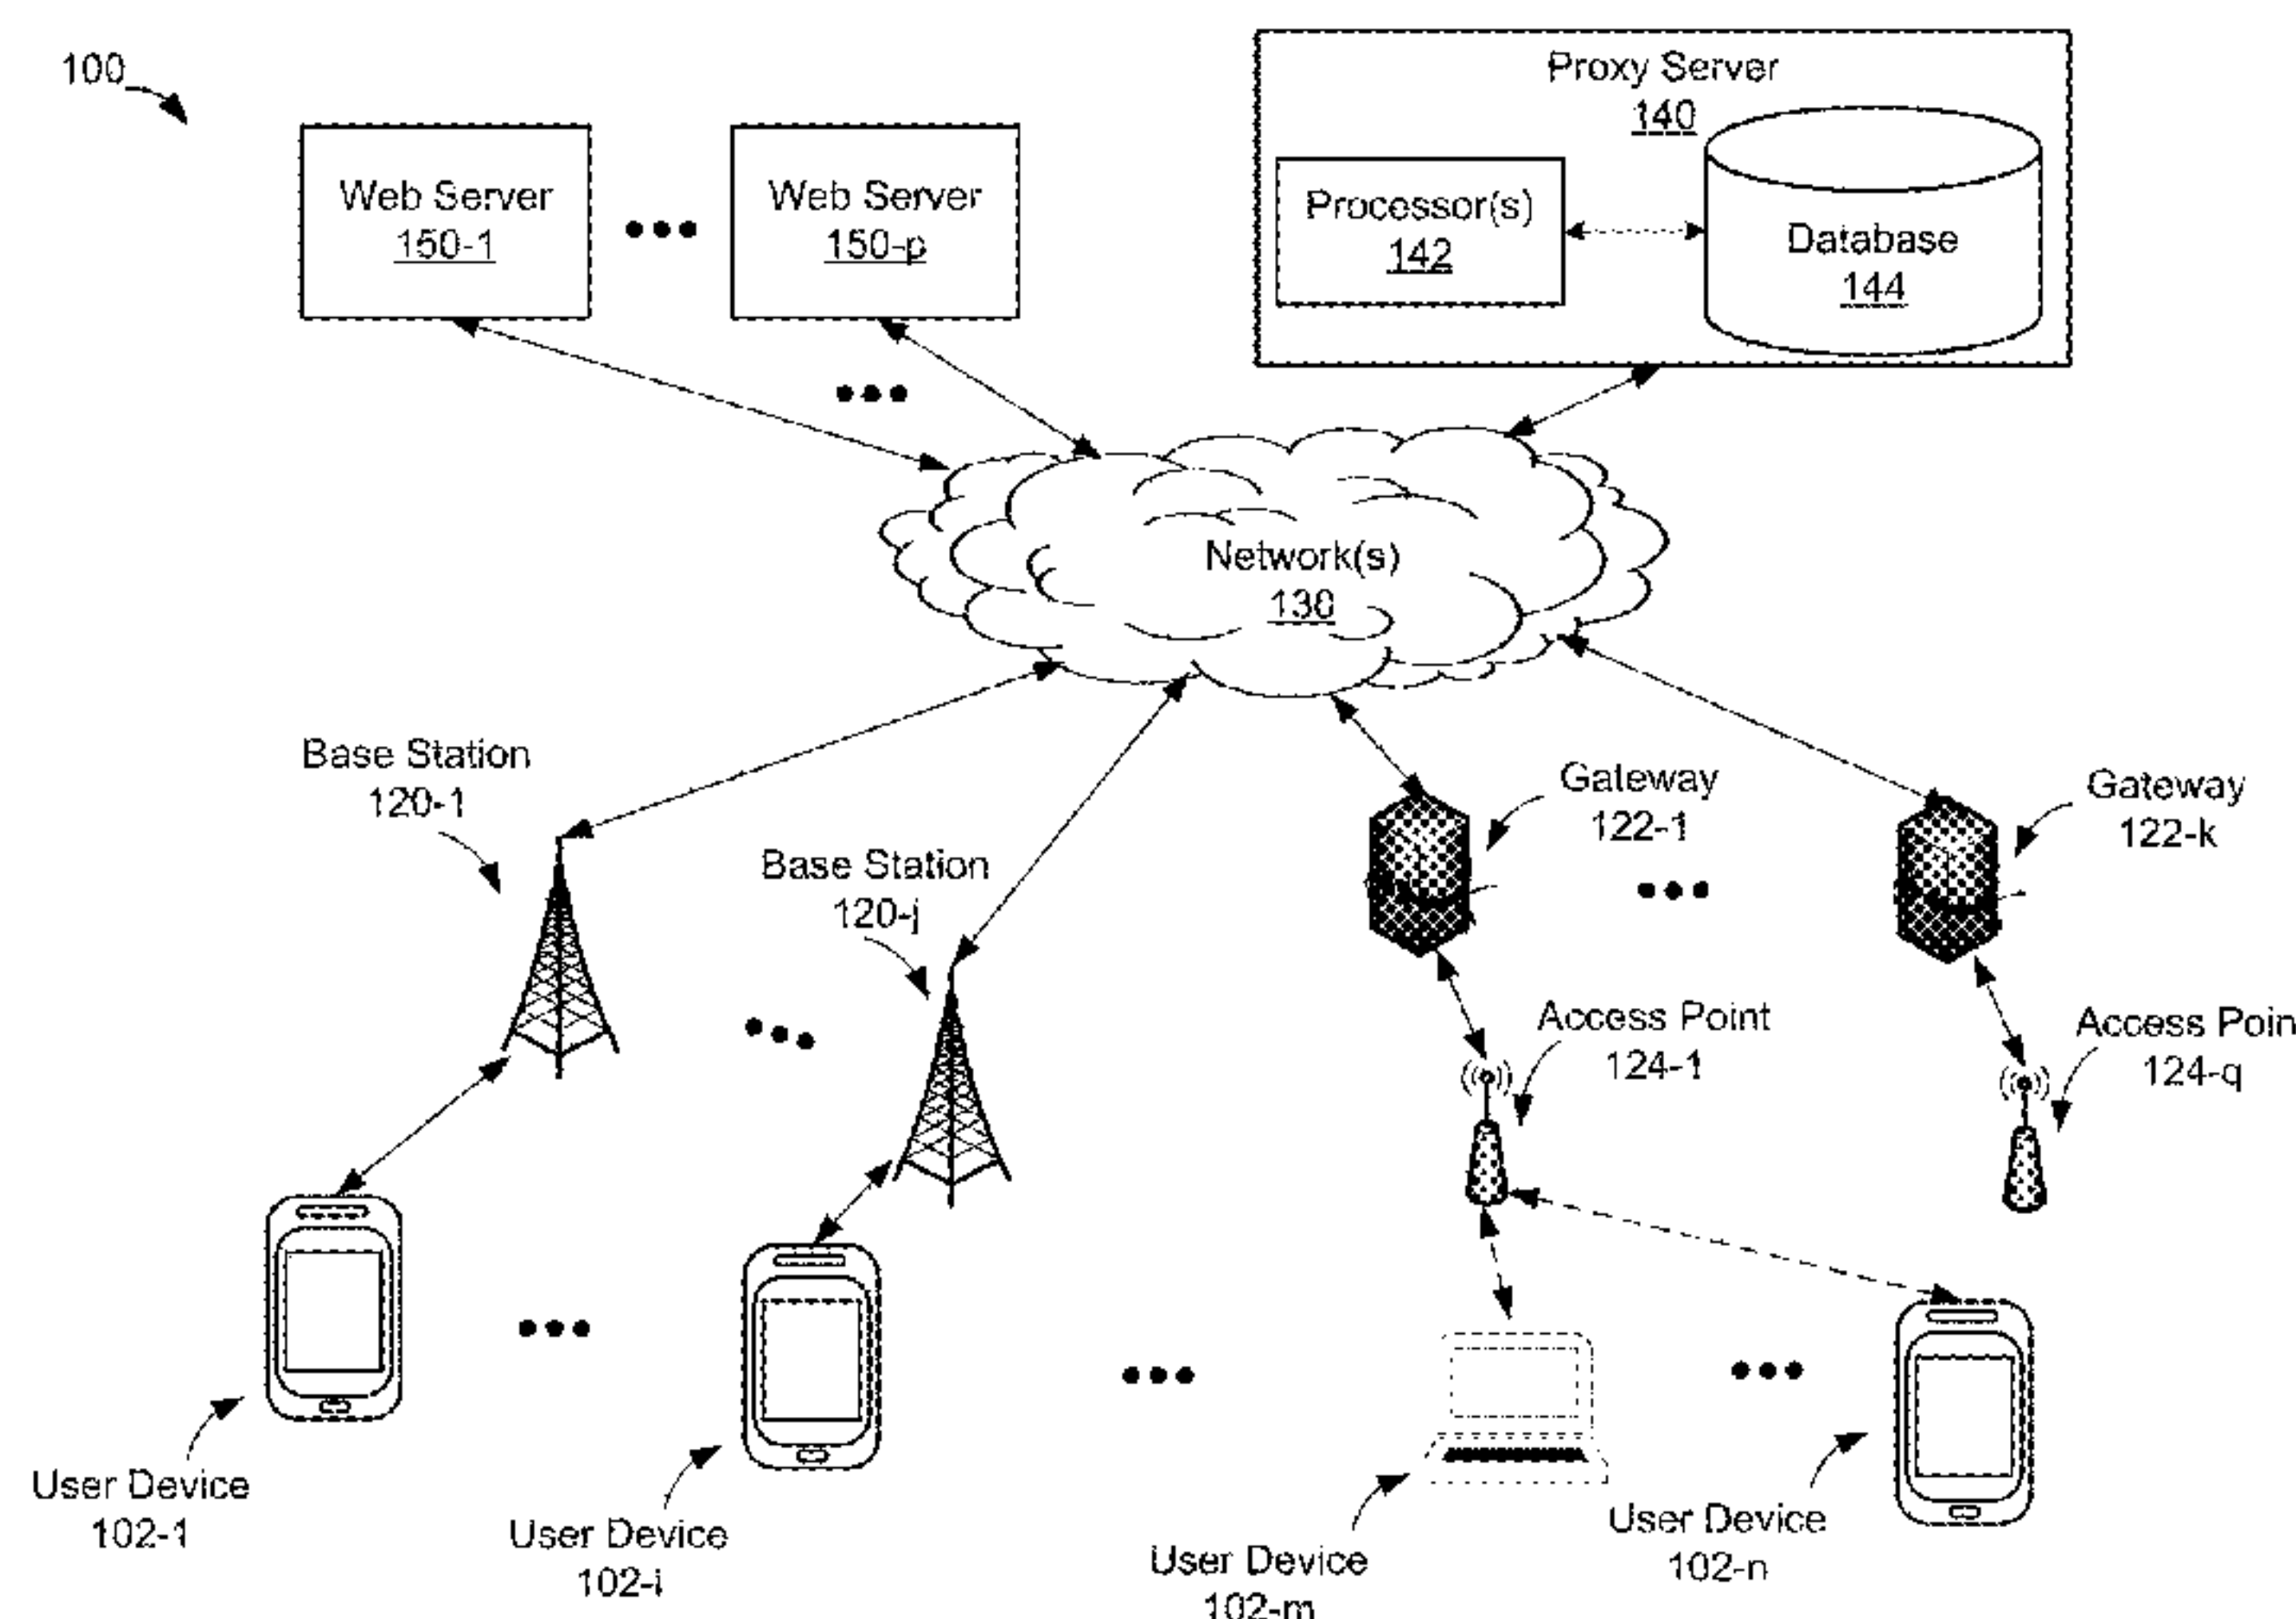 100
Proxy Server
140
Web Server
150-1
Web Server
150-p
Processor(s)
142
Database
144
Network(s)
130
Base Station
120-1
Base Station
120-j
Gateway
122-1
Gateway
122-k
Access Point
124-1
Access Poin
124-q
User Device
102-1
User Device
102-i
User Device
102-m
User Device
102-n